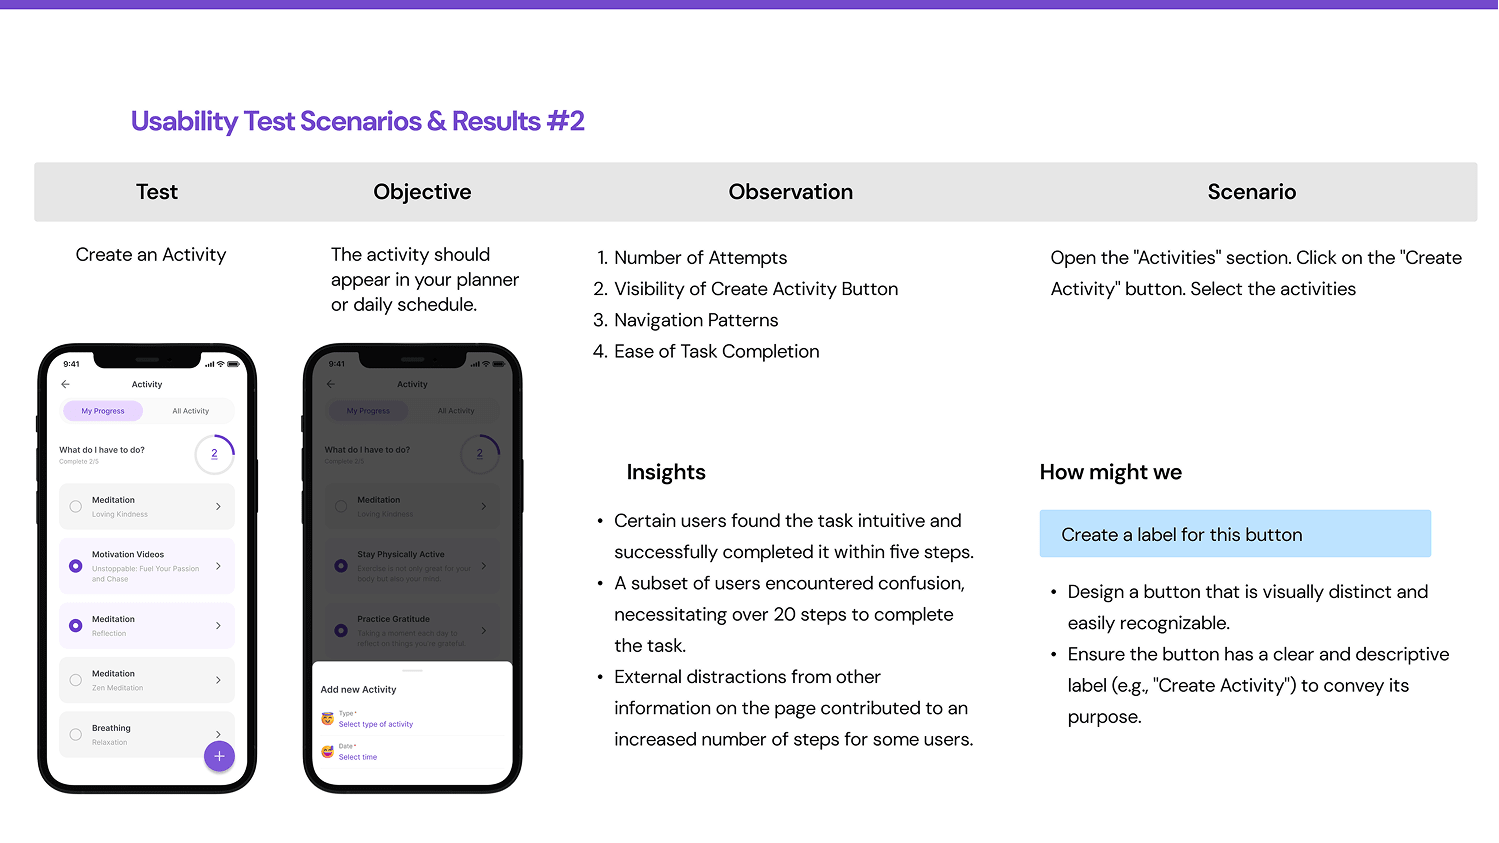 Usability Test Scenarios & Results #2
Test
Objective
Observation
Scenario
Create an Activity
The activity should
appear in your planner
or daily schedule.
1. Number of Attempts
2. Visibility of Create Activity Button
3. Navigation Patterns
4. Ease of Task Completion
Open the "Activities" section. Click on the "Create
Activity" button. Select the activities
9:41
Activity
My Progress
All Activity
What do I have to do?
Complete 2/5
2
Meditation
Loving Kindness
Motivation Videos
Unstoppable: Fuel Your Passion
and Chase
Meditation
Reflection
Meditation
Zen Meditation
Breathing
Relaxation
+
9:41
Activity
My Progress
All Activity
What do I have to do?
Complete 2/5
2
Meditation
Loving Kindness
Stay Physically Active
Exercise is not only great for your
body but also your mind.
Practice Gratitude
Taking a moment each day to
reflect on things you're grateful
Add new Activity
Type*
Select type of activity
Date*
Select time
Insights
• Certain users found the task intuitive and
successfully completed it within five steps.
• A subset of users encountered confusion,
necessitating over 20 steps to complete
the task.
• External distractions from other
information on the page contributed to an
increased number of steps for some users.
How might we
Create a label for this button
• Design a button that is visually distinct and
easily recognizable.
• Ensure the button has a clear and descriptive
label (e.g., "Create Activity") to convey its
purpose.